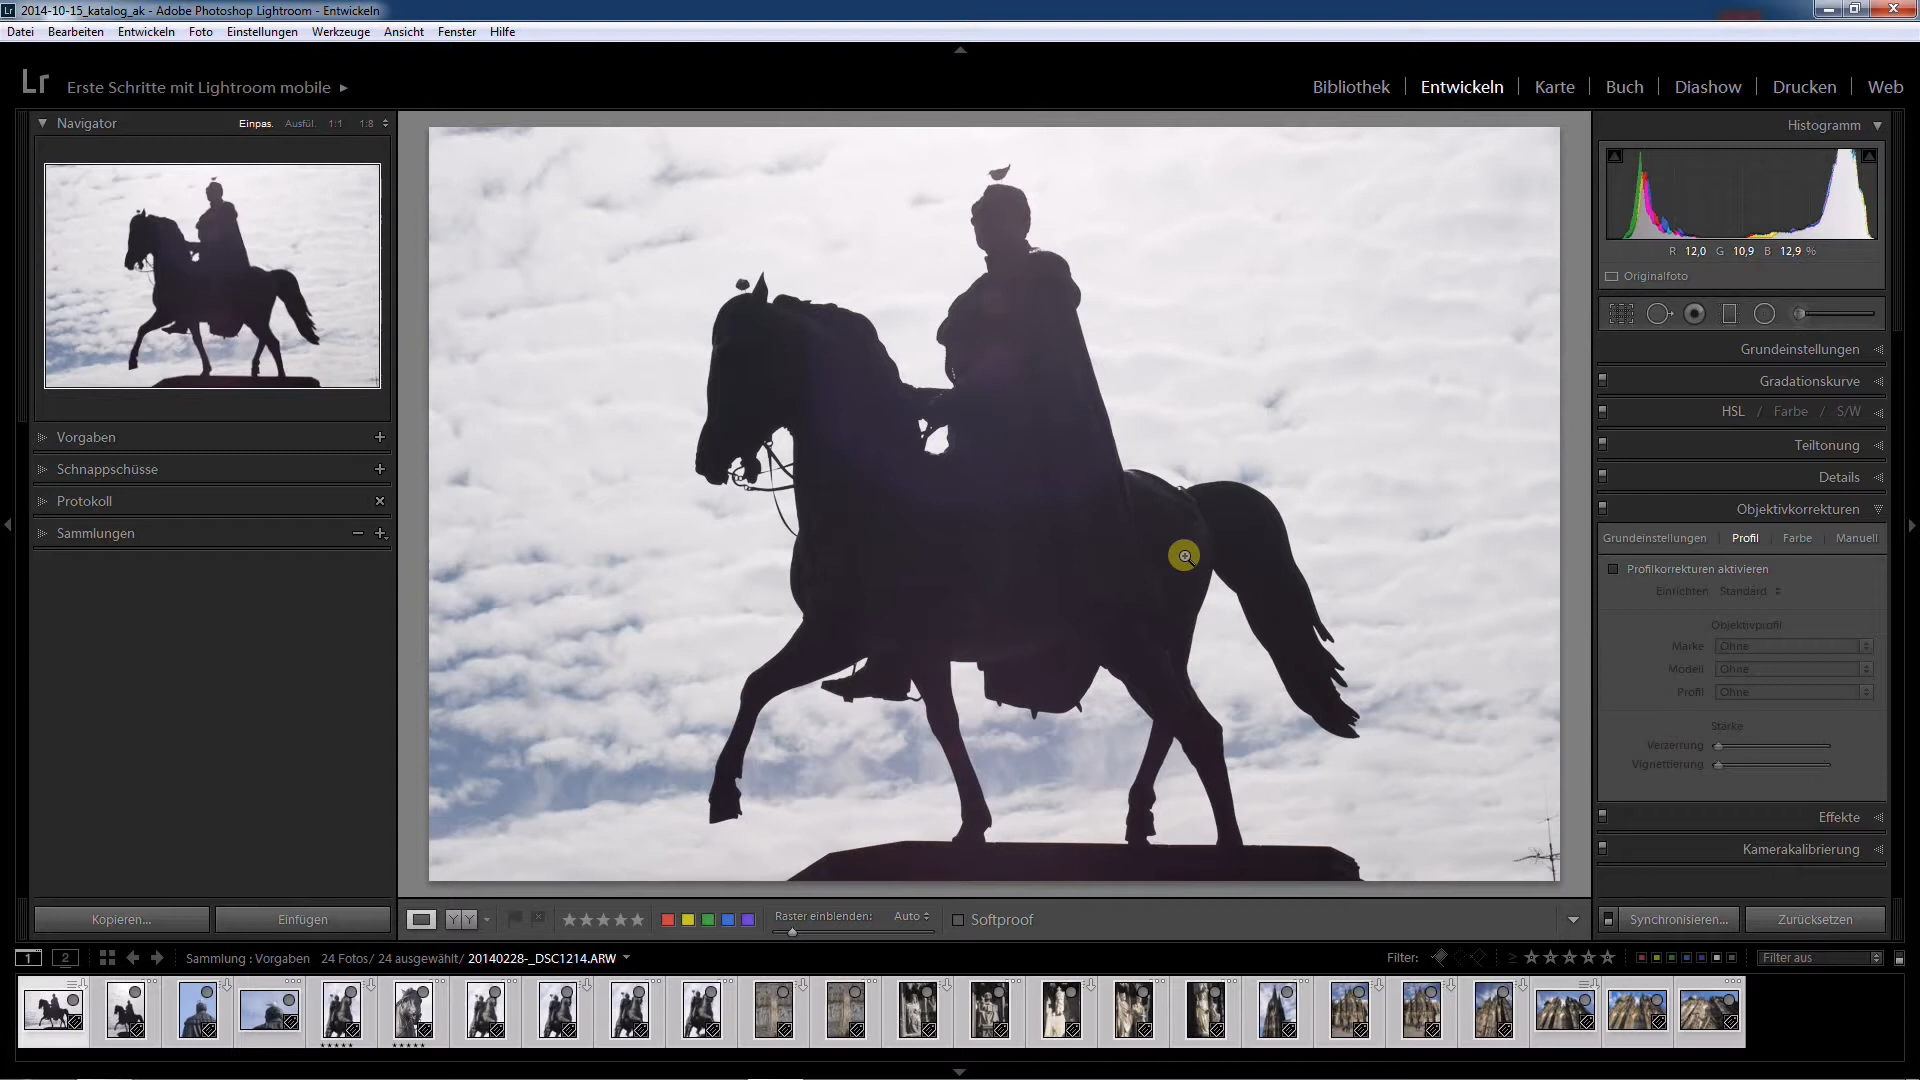 2014-10-15_katalog_ak - Adobe Photoshop Lightroom - Entwickeln
Datei Bearbeiten Entwickeln Foto Einstellungen Werkzeuge Ansicht Fenster Hilfe
Lr Erste Schritte mit Lightroom mobile
Bibliothek Entwickeln Karte Buch Diashow Drucken Web
Navigator Einpas. Ausfül. 1:1 1:8
Histogramm
R 12,0 G 10,9 B 12,9 %
Originalfoto
Grundeinstellungen
Gradationskurve
HSL / Farbe / S/W
Vorgaben
Teiltonung
Schnappschüsse
Details
Protokoll
Objektivkorrekturen
Sammlungen
Grundeinstellungen Profil Farbe Manuell
Profilkorrekturen aktivieren
Einrichten Standard
Objektivprofil
Marke Ohne
Modell Ohne
Profil Ohne
Stärke
Verzerrung
Vignettierung
Effekte
Kamerakalibrierung
Kopieren... Einfügen
Raster einblenden: Auto
Softproof
Synchronisieren... Zurücksetzen
1 2 Sammlung : Vorgaben 24 Fotos/ 24 ausgewählt/ 20140228-_DSC1214.ARW
Filter: Filter aus